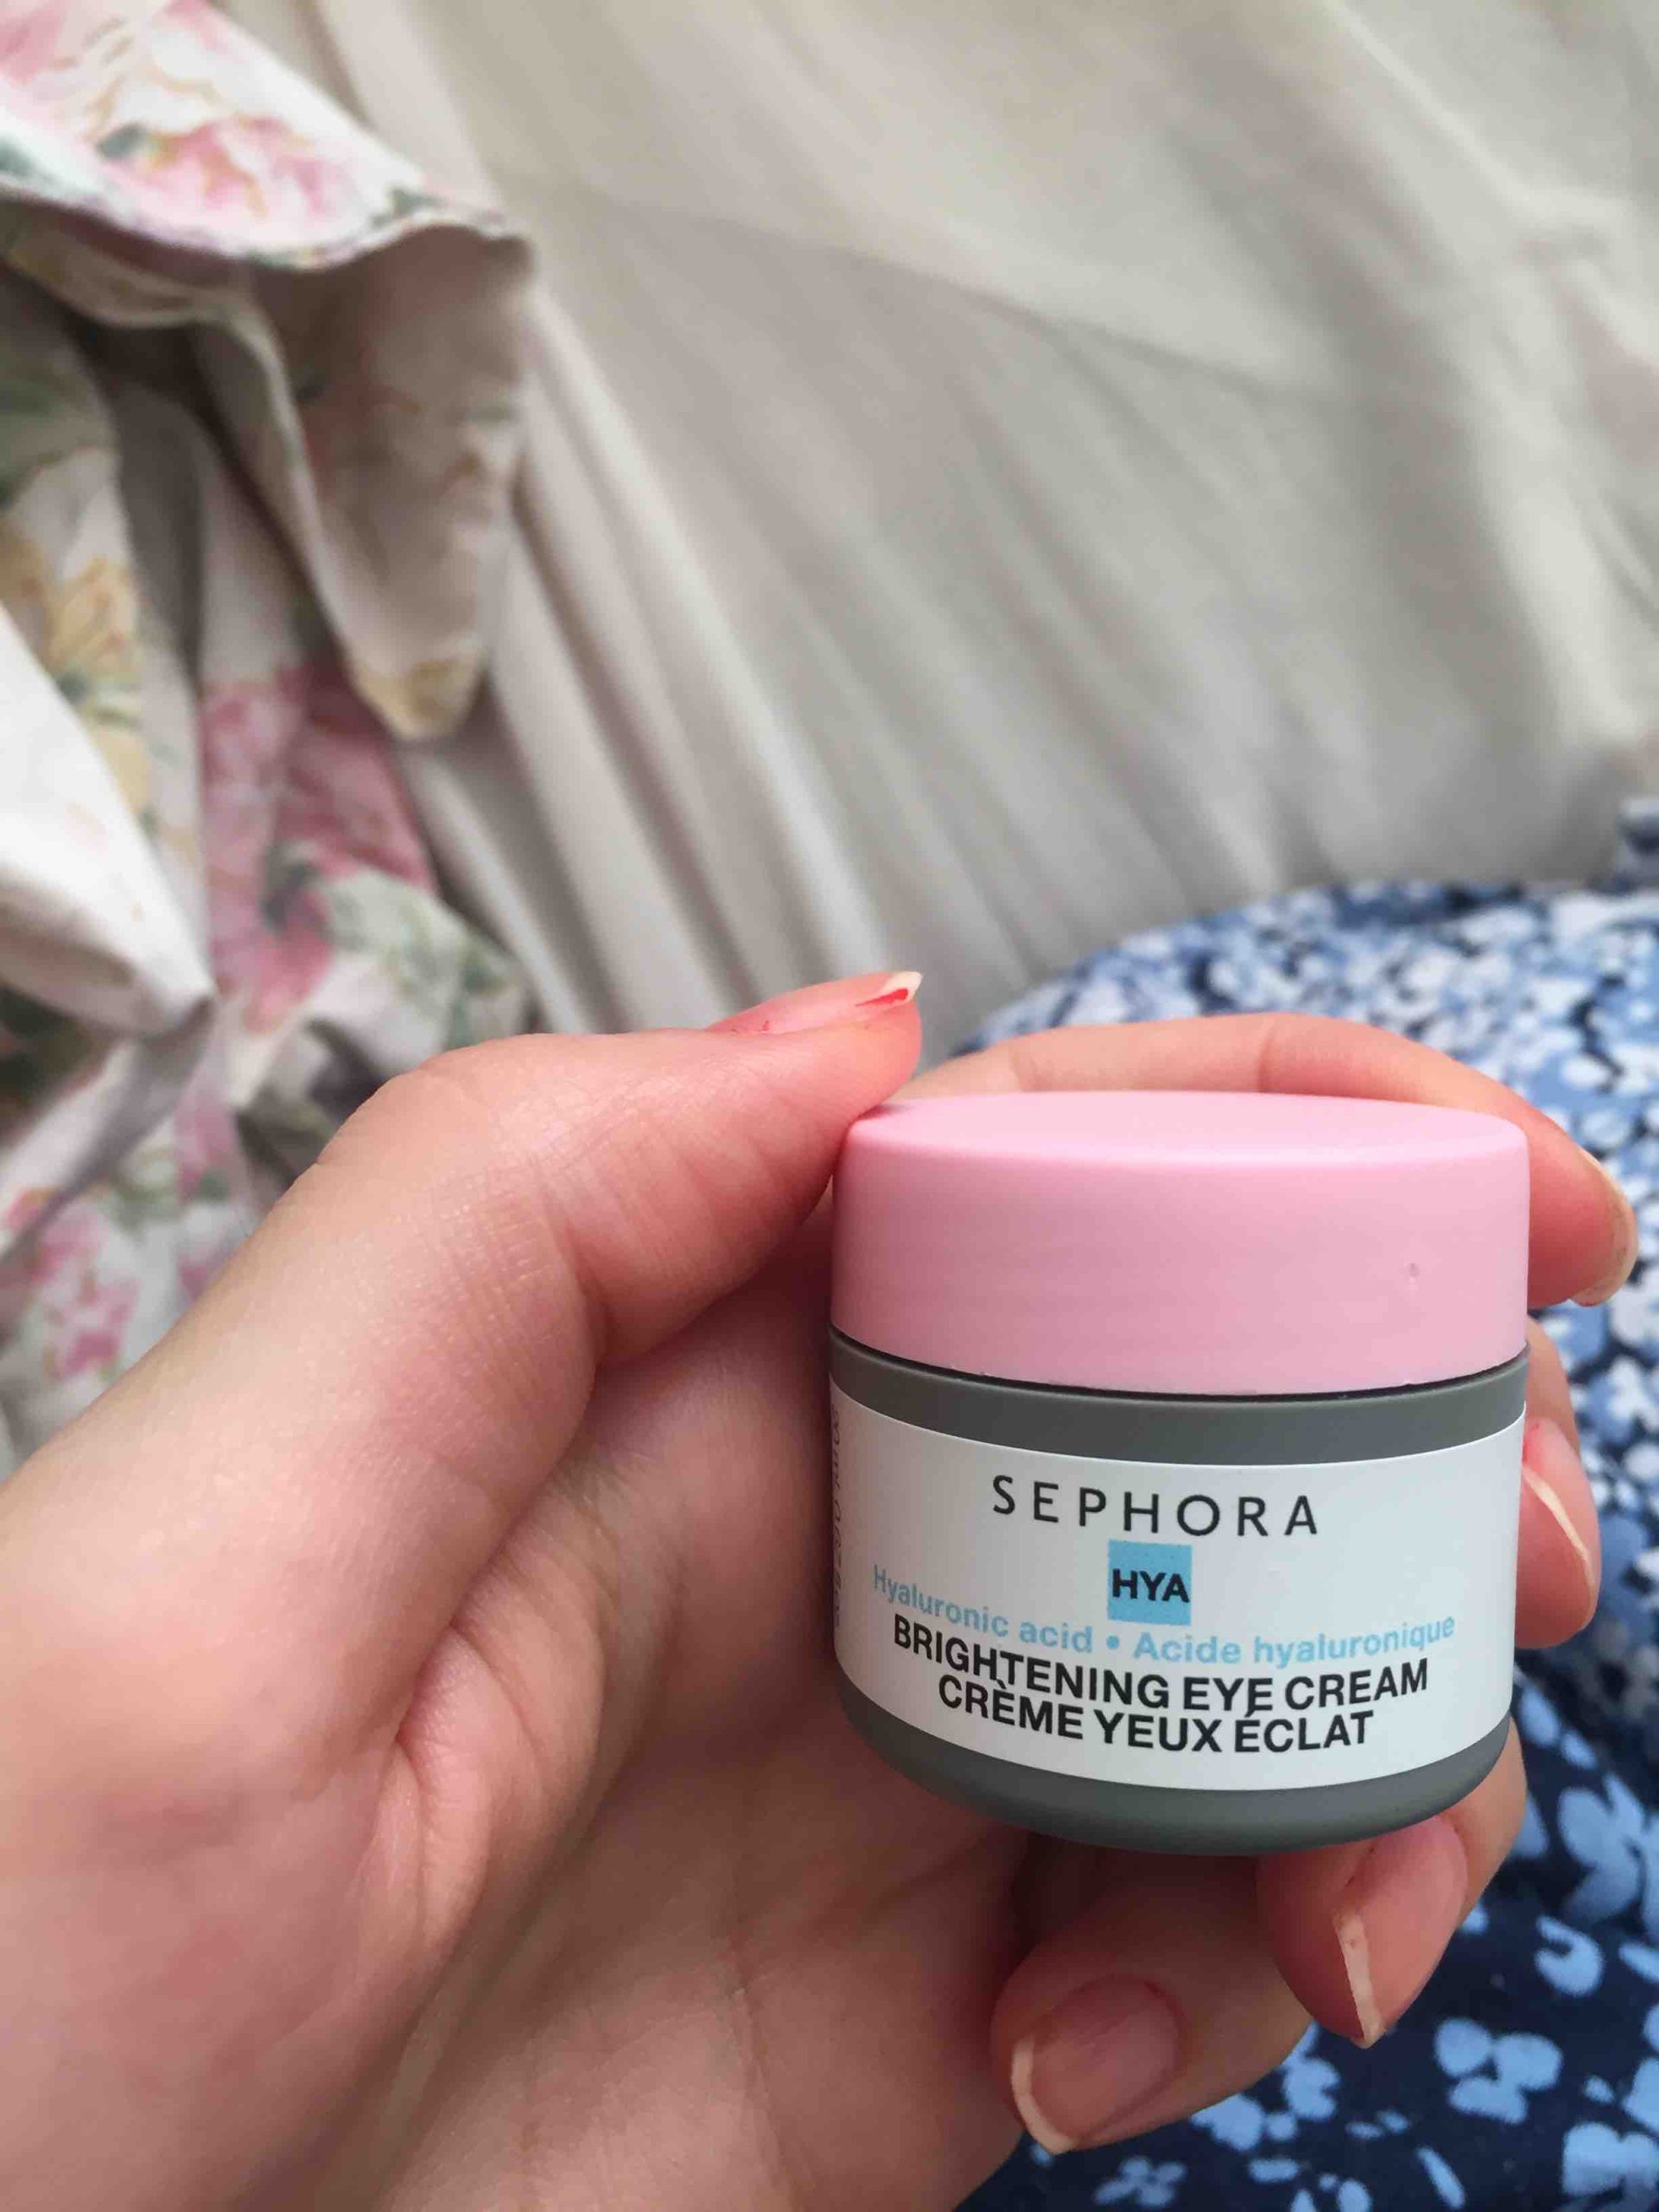 SEPHORA
HYA
Hyaluronic acid • Acide hyaluronique
BRIGHTENING EYE CREAM
CRÈME YEUX ÉCLAT